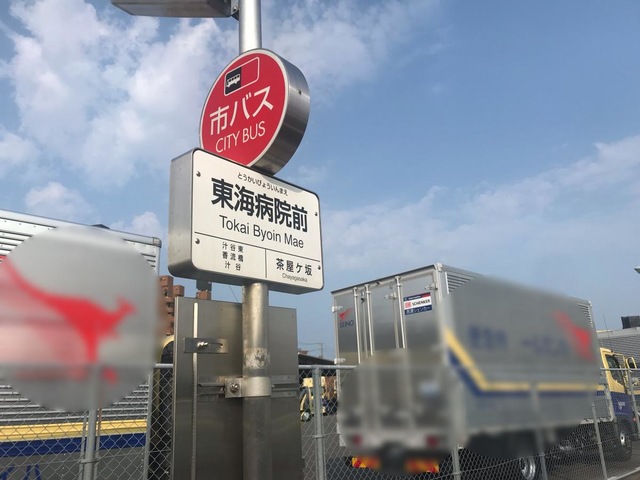 市バス
CITY BUS
とうかいびょういんまえ
東海病院前
Tokai Byoin Mae
汁谷東
香流橋
汁谷
茶屋ケ坂
Chayagasaka
SEINO
SCHENKER